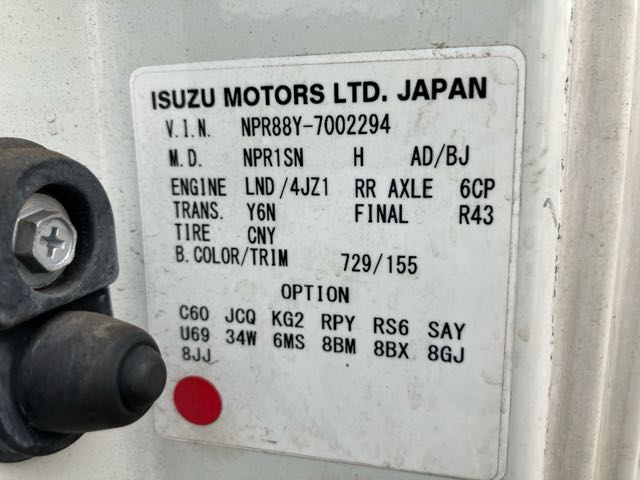 ISUZU MOTORS LTD. JAPAN
V.I.N. NPR88Y-7002294
M.D. NPR1SN H AD/BJ
ENGINE LND/4JZ1 RR AXLE 6CP
TRANS. Y6N FINAL R43
TIRE CNY
B.COLOR/TRIM 729/155
OPTION
C60 JCQ KG2 RPY RS6 SAY
U69 34W 6MS 8BM 8BX 8GJ
8JJ